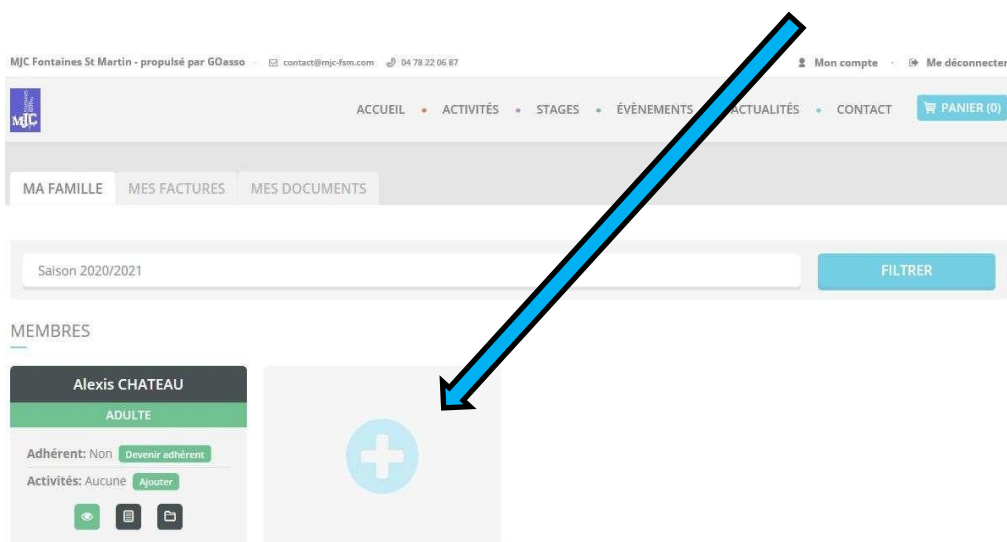 MJC Fontaines St Martin - propulsé par GOasso - contact@mjc-fsm.com 04 78 22 06 87 Mon compte - Me déconnecter
MJC
ACCUEIL • ACTIVITÉS • STAGES • ÉVÈNEMENTS ACTUALITÉS • CONTACT PANIER (0)
MA FAMILLE MES FACTURES MES DOCUMENTS
Saison 2020/2021 FILTRER
MEMBRES
Alexis CHATEAU
ADULTE
Adhérent: Non Devenir adhérent
Activités: Aucune Ajouter